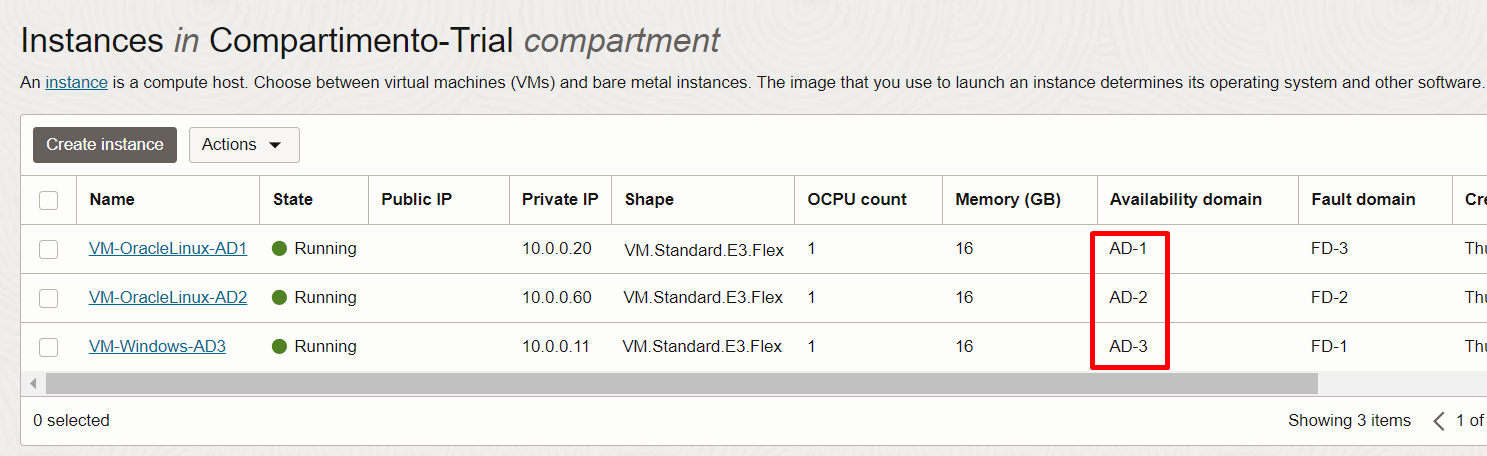 Instances in Compartimento-Trial compartment
An instance is a compute host. Choose between virtual machines (VMs) and bare metal instances. The image that you use to launch an instance determines its operating system and other software.
Create instance Actions
Name State Public IP Private IP Shape OCPU count Memory (GB) Availability domain Fault domain Cre
VM-OracleLinux-AD1 Running 10.0.0.20 VM.Standard.E3.Flex 1 16 AD-1 FD-3 Thu
VM-OracleLinux-AD2 Running 10.0.0.60 VM.Standard.E3.Flex 1 16 AD-2 FD-2 Thu
VM-Windows-AD3 Running 10.0.0.11 VM.Standard.E3.Flex 1 16 AD-3 FD-1 Thu
0 selected Showing 3 items 1 of